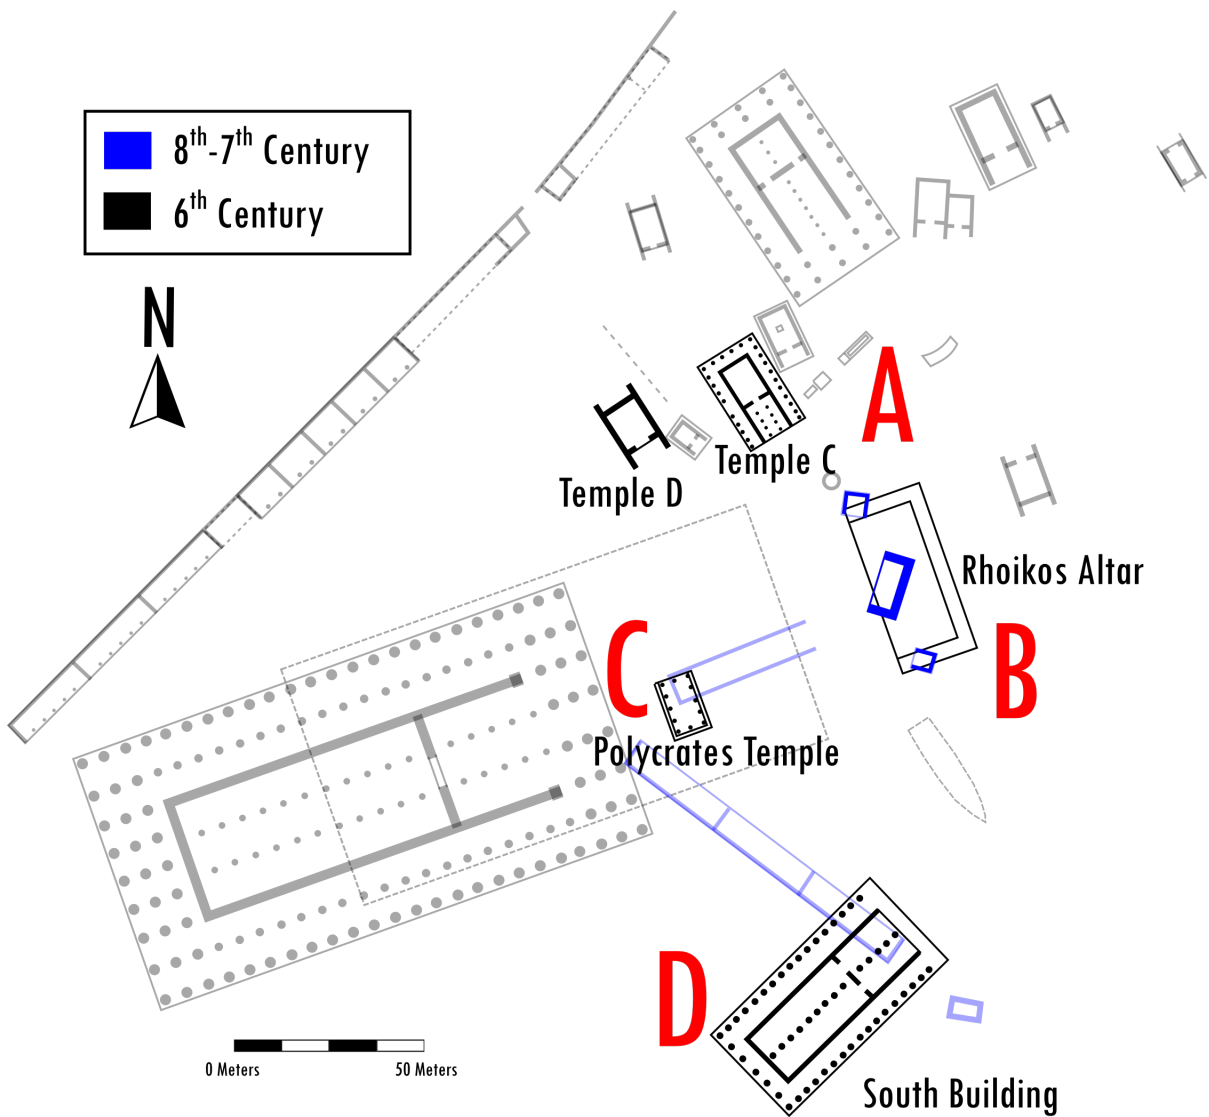 8th-7th Century
6th Century
N
A
Temple C
Temple D
Rhoikos Altar
C
B
Polycrates Temple
D
0 Meters 50 Meters
South Building